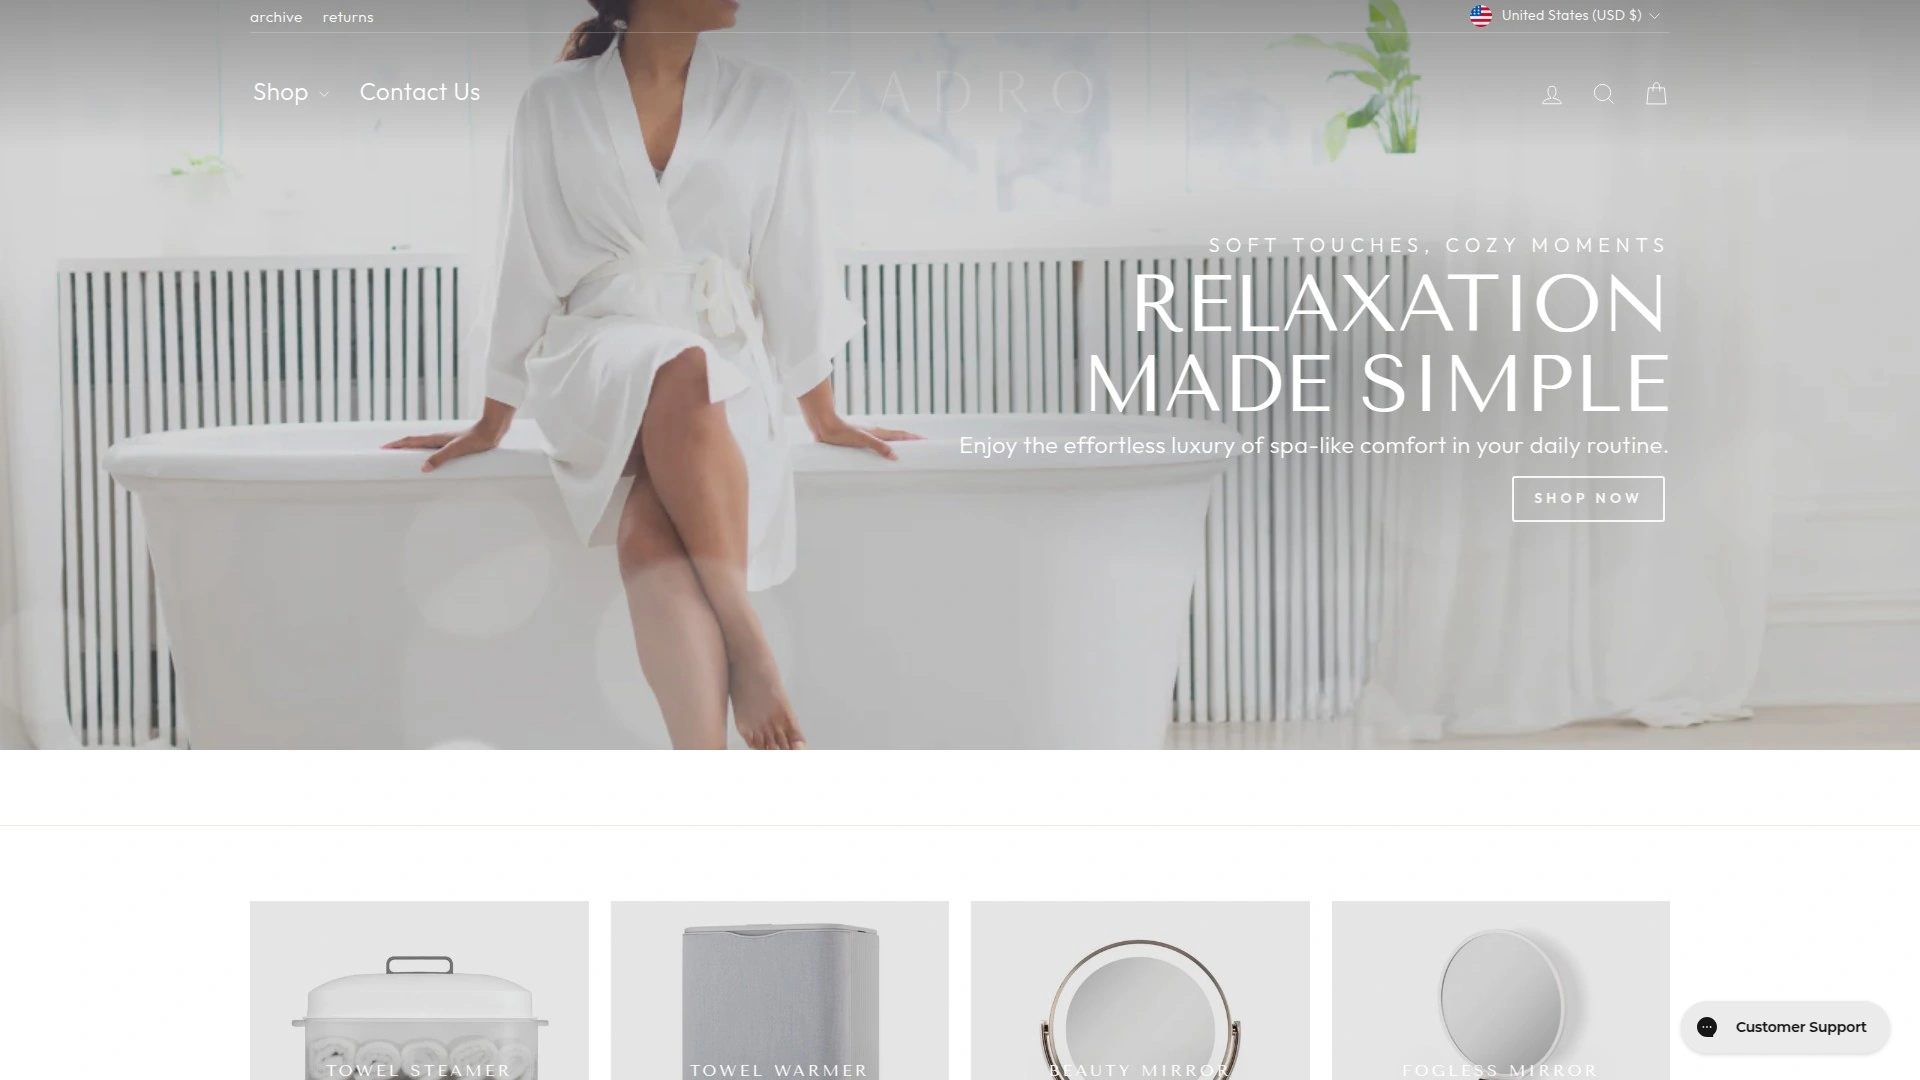 archive returns
United States (USD $)
Shop Contact Us
ZADRO
SOFT TOUCHES, COZY MOMENTS
RELAXATION
MADE SIMPLE
Enjoy the effortless luxury of spa-like comfort in your daily routine.
SHOP NOW
TOWEL STEAMER
TOWEL WARMER
BEAUTY MIRROR
FOGLESS MIRROR
Customer Support